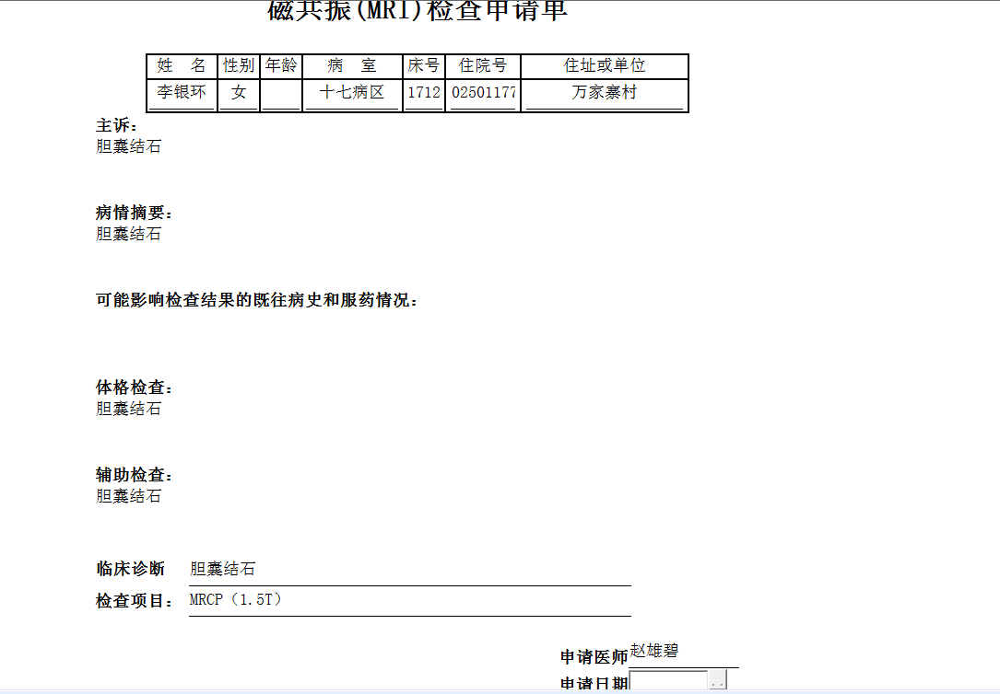 磁共振(MRI)检查申请单
姓 名 性别 年龄 病 室 床号 住院号 住址或单位
李银环 女 十七病区 1712 02501177 万家寨村
主诉：
胆囊结石
病情摘要：
胆囊结石
可能影响检查结果的既往病史和服药情况：
体格检查：
胆囊结石
辅助检查：
胆囊结石
临床诊断 胆囊结石
检查项目： MRCP（1.5T）
申请医师 赵雄碧
申请日期 ..